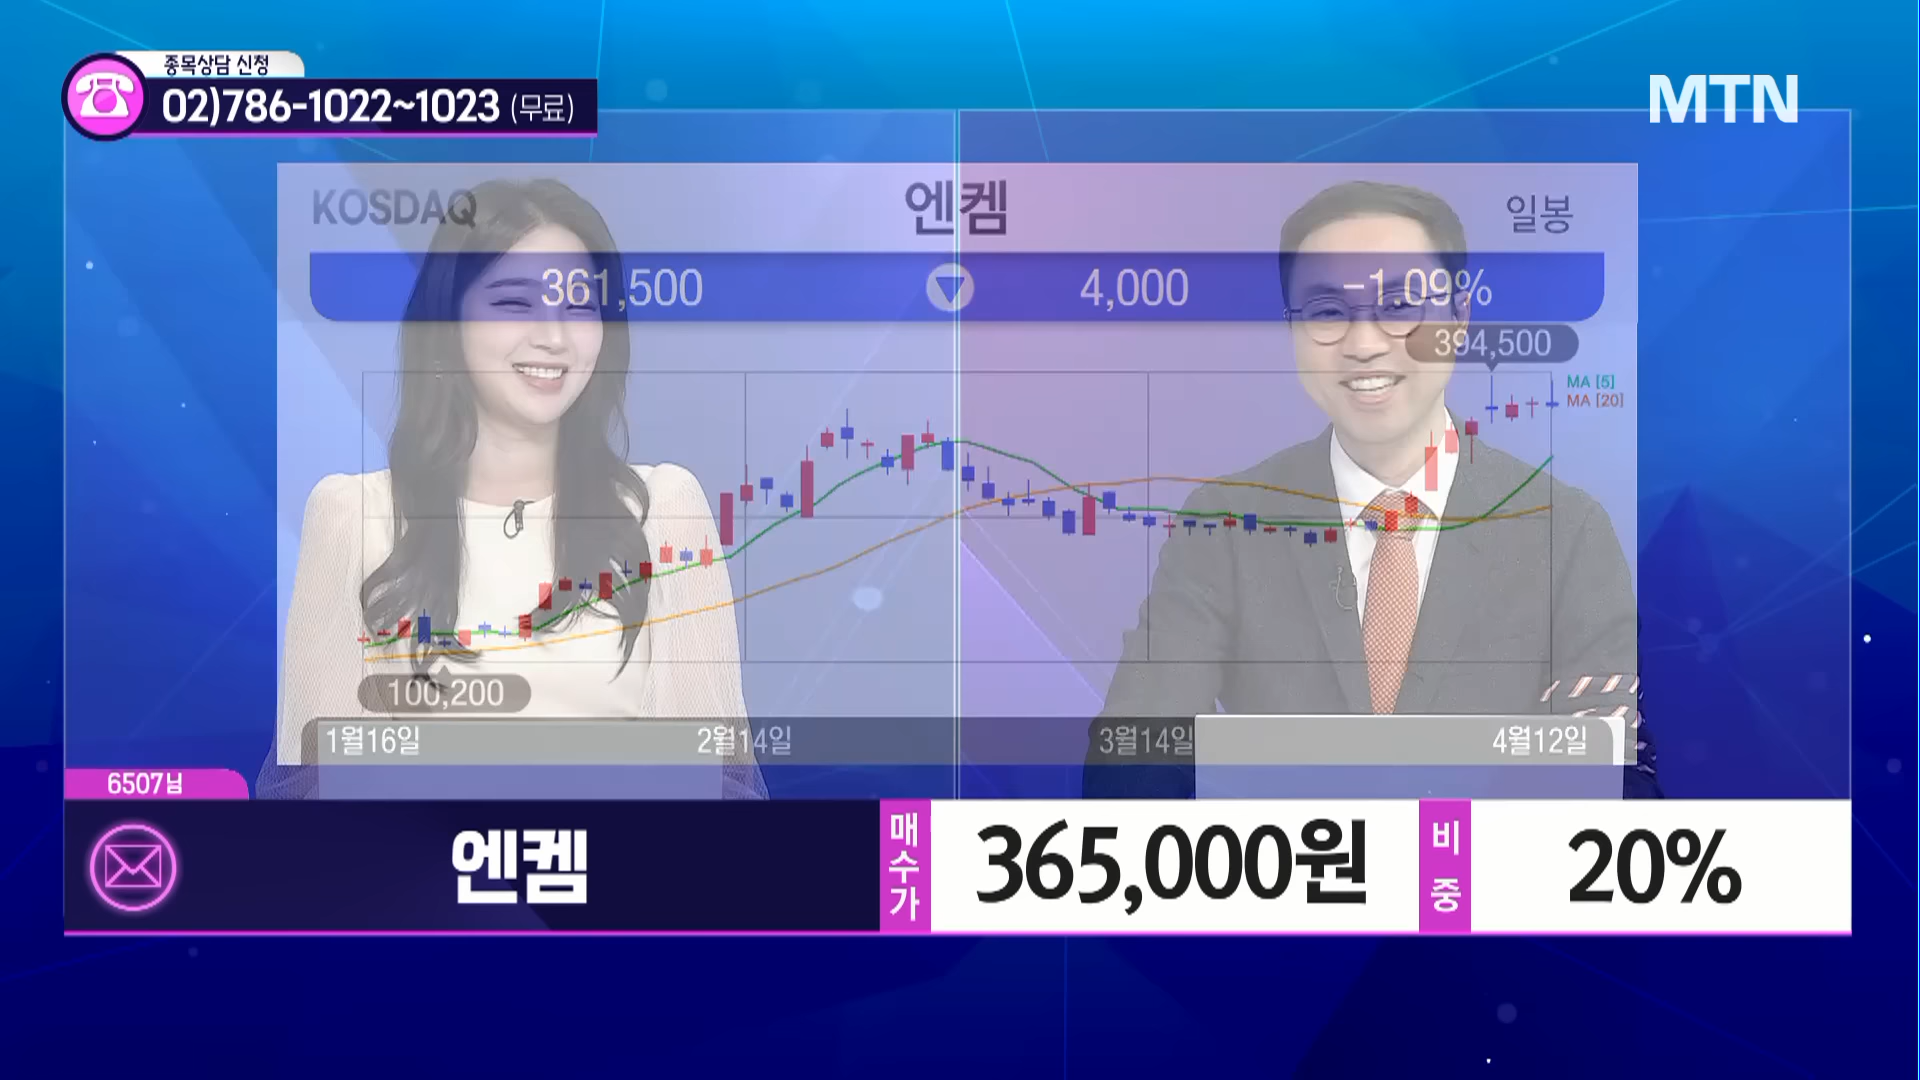 종목상담 신청
02)786-1022~1023 (무료)
MTN
KOSDAQ 엔켐 일봉
361,500 ▼ 4,000 -1.09%
394,500
MA [5]
MA [20]
100,200
1월16일 2월14일 3월14일 4월12일
6507님
엔켐 매수가 365,000원 비중 20%